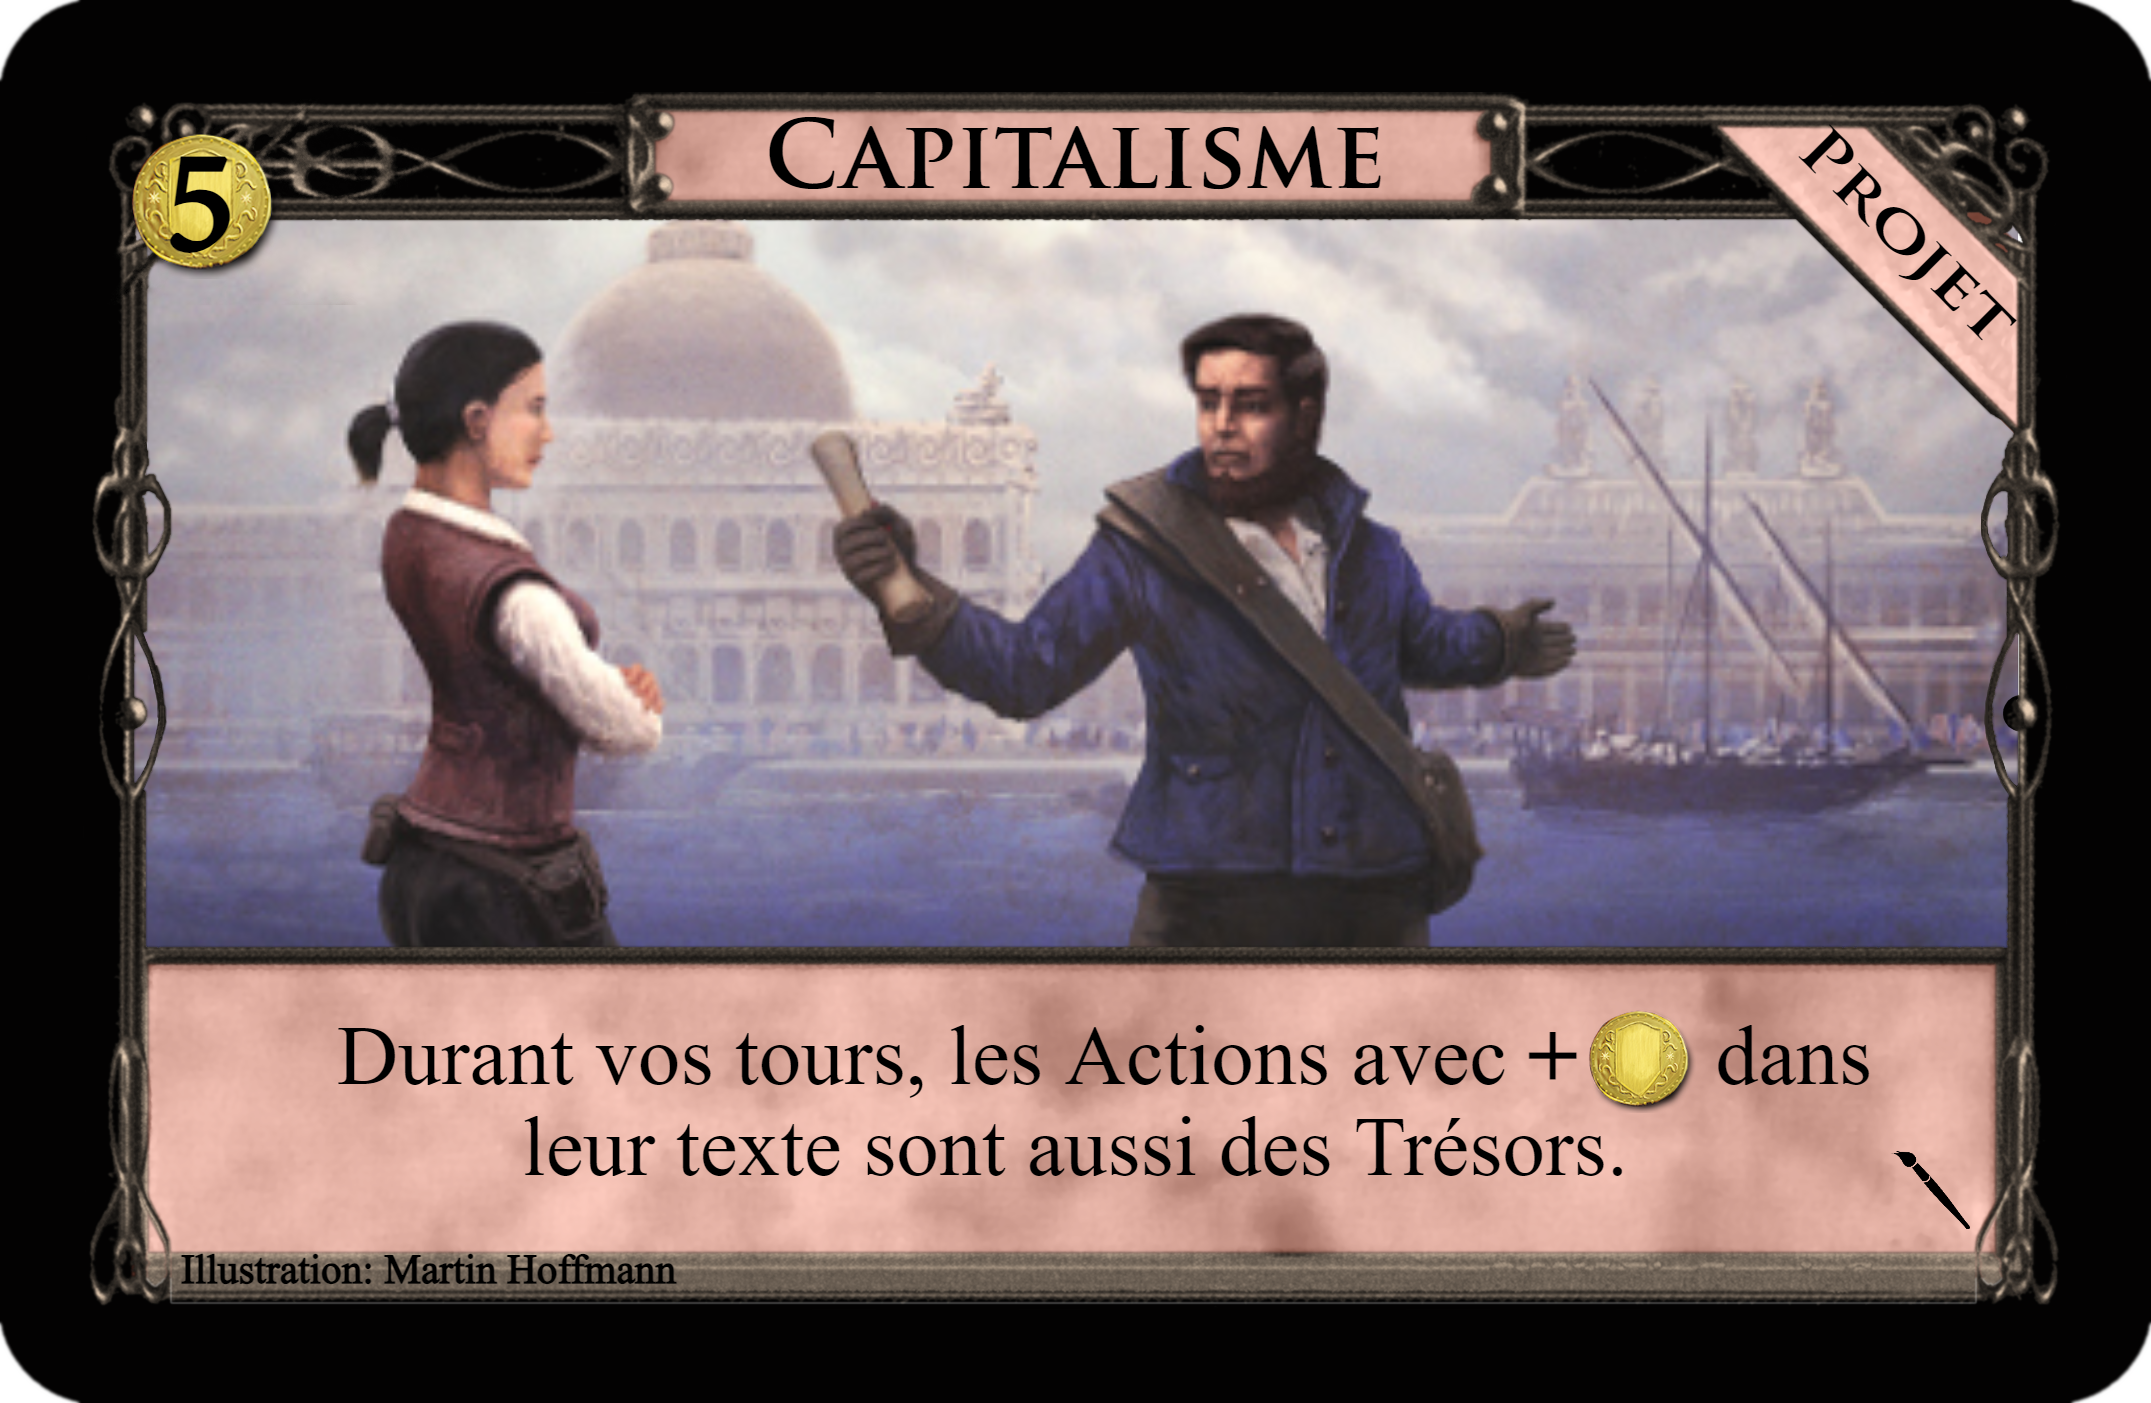 5
CAPITALISME
PROJET
Durant vos tours, les Actions avec + dans
leur texte sont aussi des Trésors.
Illustration: Martin Hoffmann